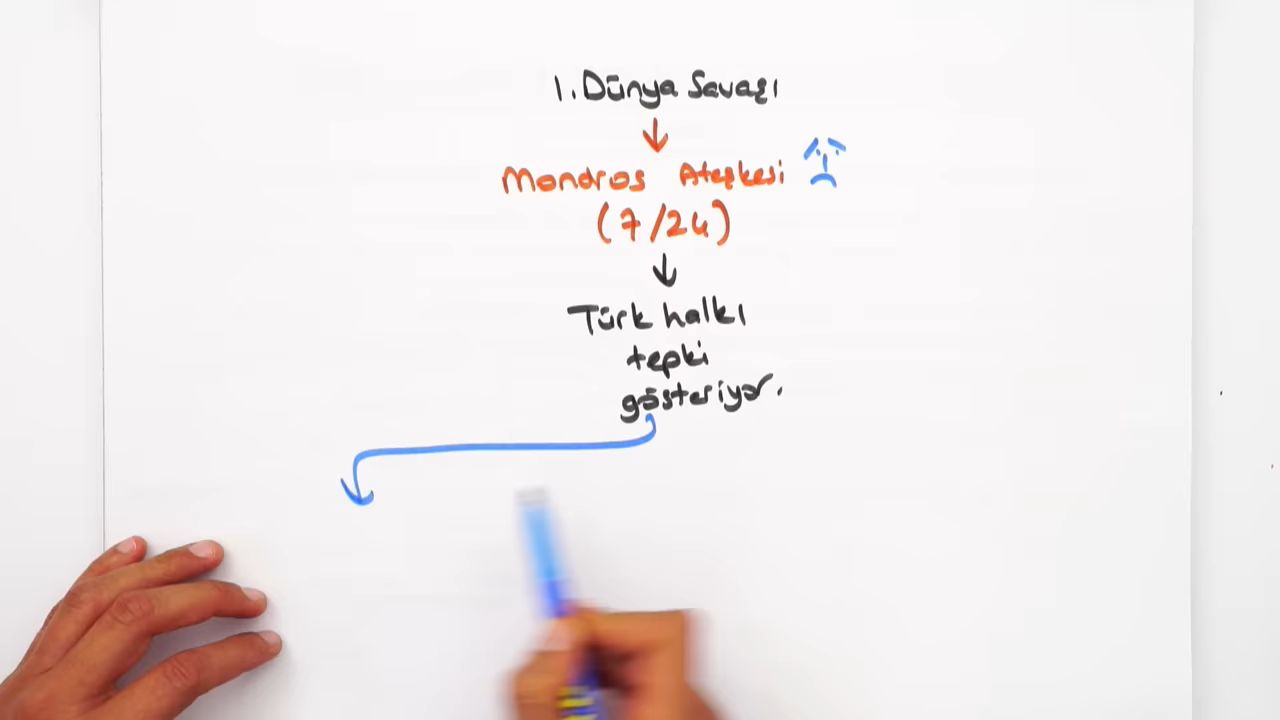 1. Dünya Savaşı
Mondros Ateşkesi
(7/24)
Türk halkı
tepki
gösteriyor.